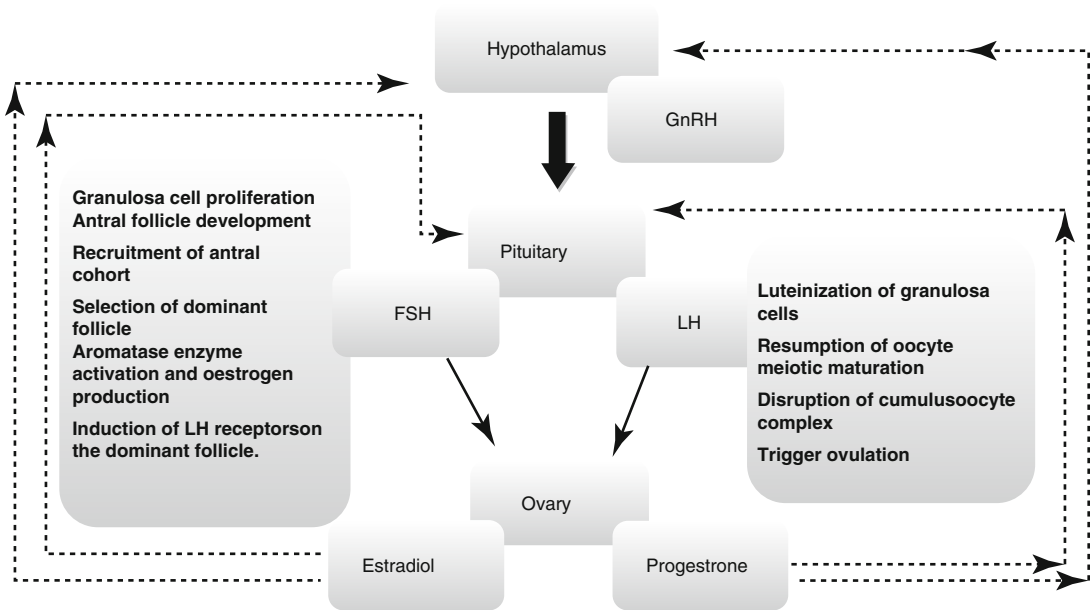 Hypothalamus
GnRH
Granulosa cell proliferation
Antral follicle development
Recruitment of antral
cohort
Selection of dominant
follicle
Aromatase enzyme
activation and oestrogen
production
Induction of LH receptorson
the dominant follicle.
Pituitary
FSH
LH
Luteinization of granulosa
cells
Resumption of oocyte
meiotic maturation
Disruption of cumulusoocyte
complex
Trigger ovulation
Ovary
Estradiol
Progestrone